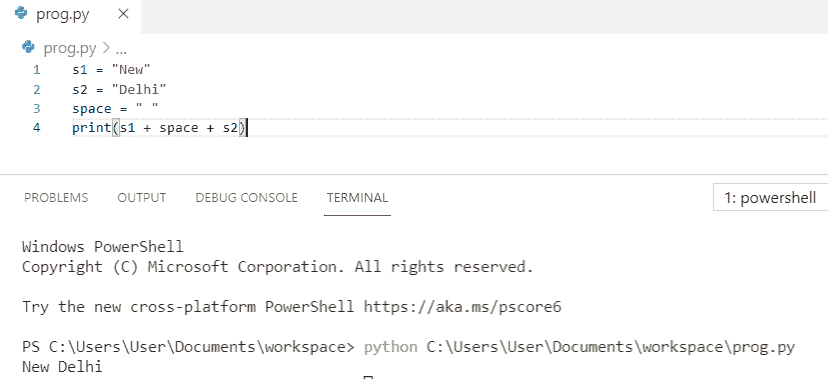 prog.py ×
prog.py > ...
1 s1 = "New"
2 s2 = "Delhi"
3 space = " "
4 print(s1 + space + s2)
PROBLEMS OUTPUT DEBUG CONSOLE TERMINAL 1: powershell
Windows PowerShell
Copyright (C) Microsoft Corporation. All rights reserved.
Try the new cross-platform PowerShell https://aka.ms/pscore6
PS C:\Users\User\Documents\workspace> python C:\Users\User\Documents\workspace\prog.py
New Delhi